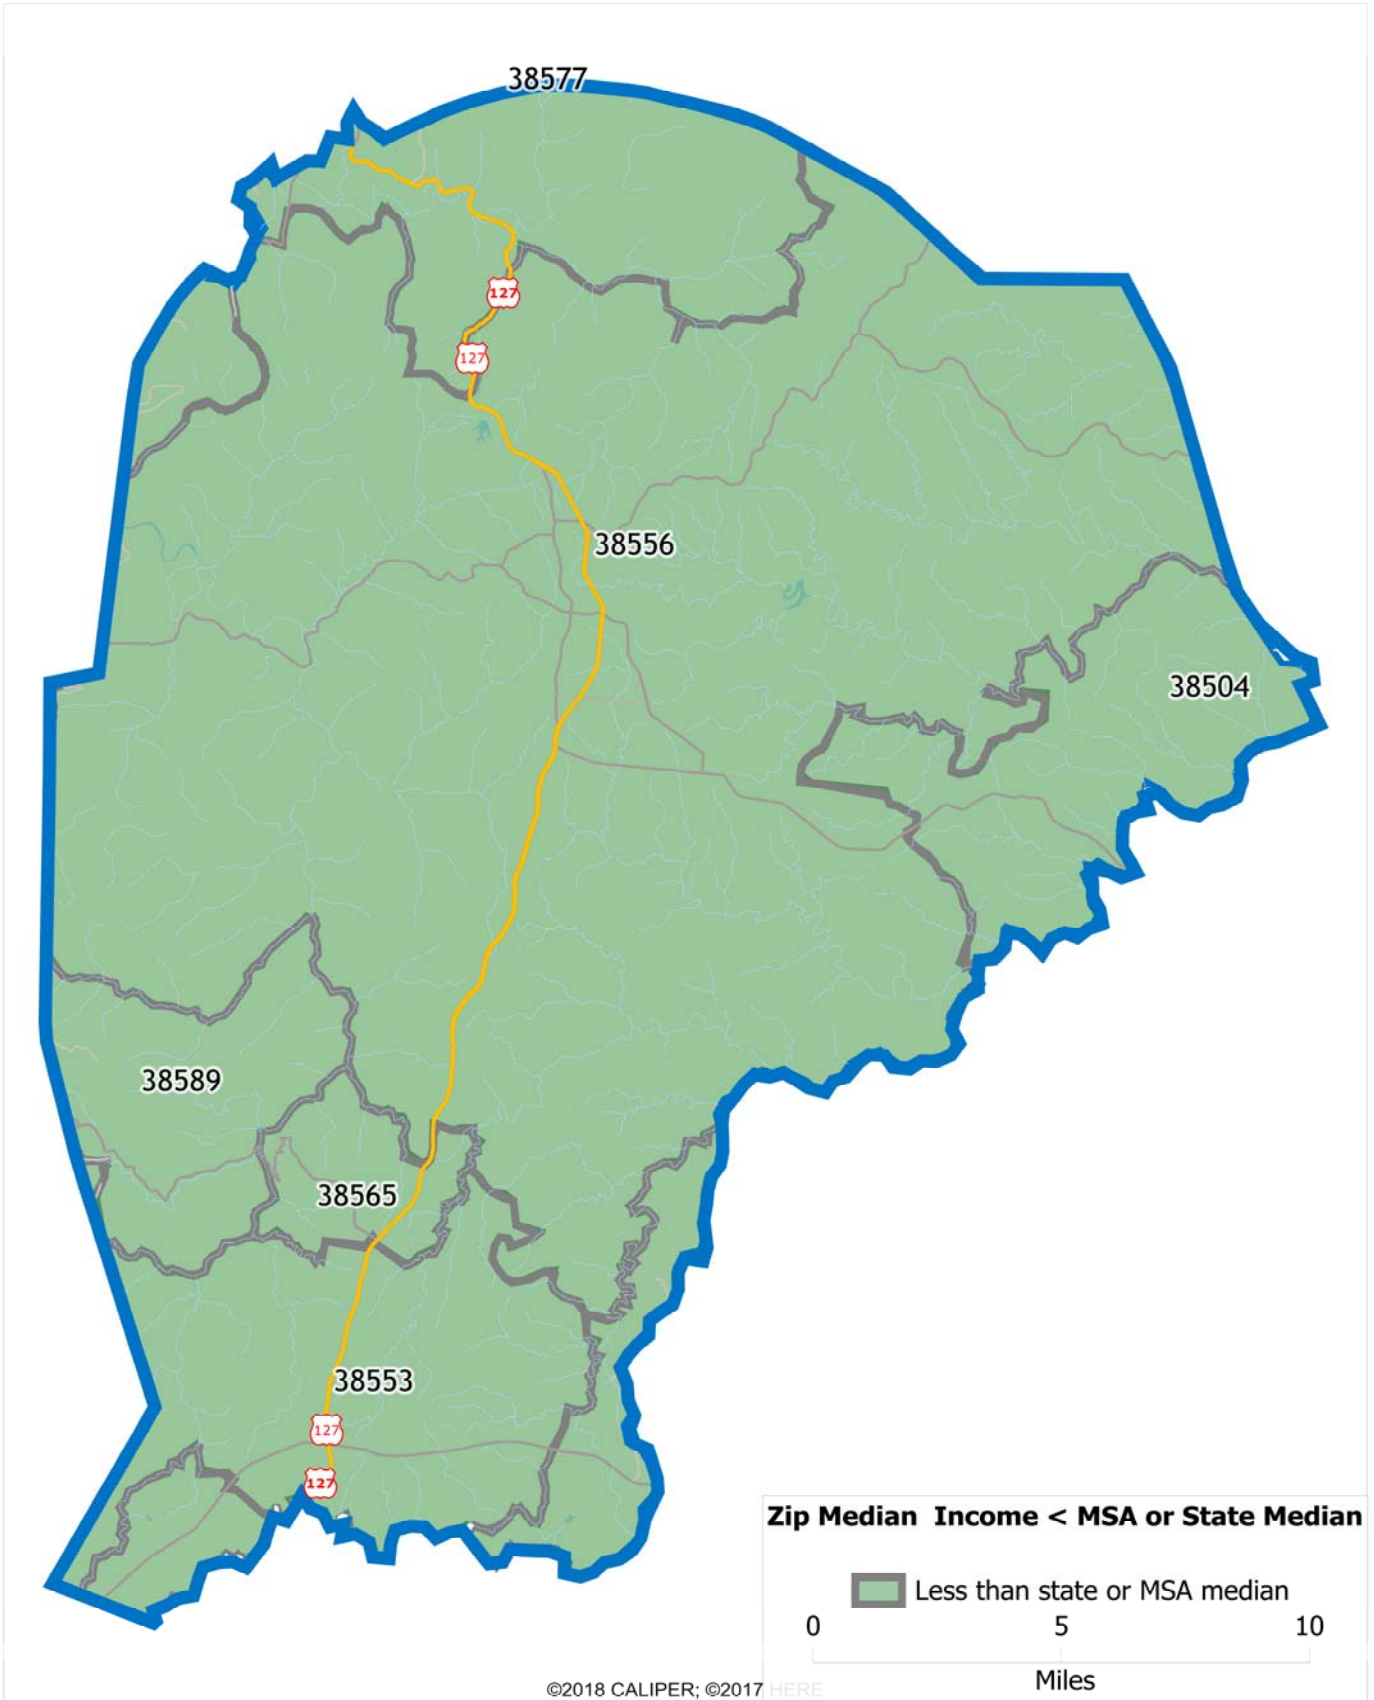 38577
127
127
38556
38504
38589
38565
38553
127
127
Zip Median Income < MSA or State Median
Less than state or MSA median
0 5 10
Miles
©2018 CALIPER; ©2017 HERE